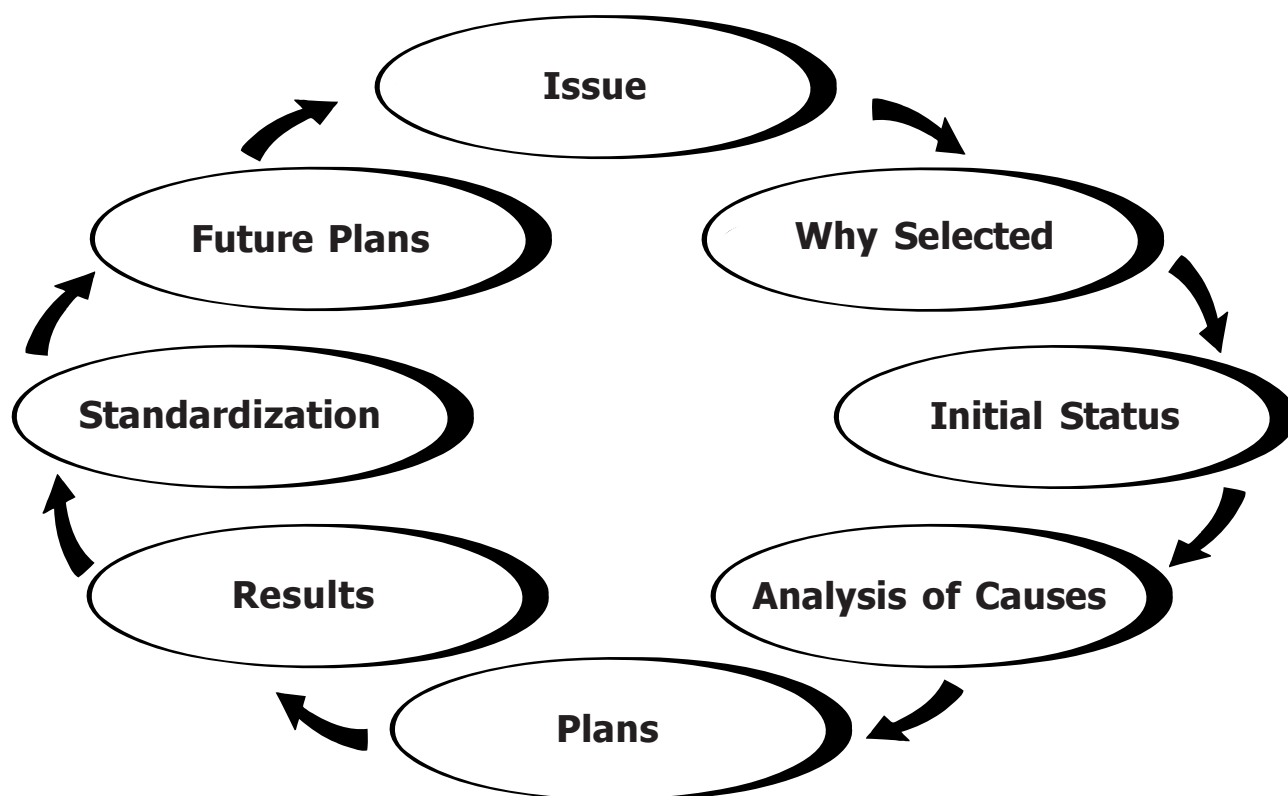 Issue
Why Selected
Initial Status
Analysis of Causes
Plans
Results
Standardization
Future Plans